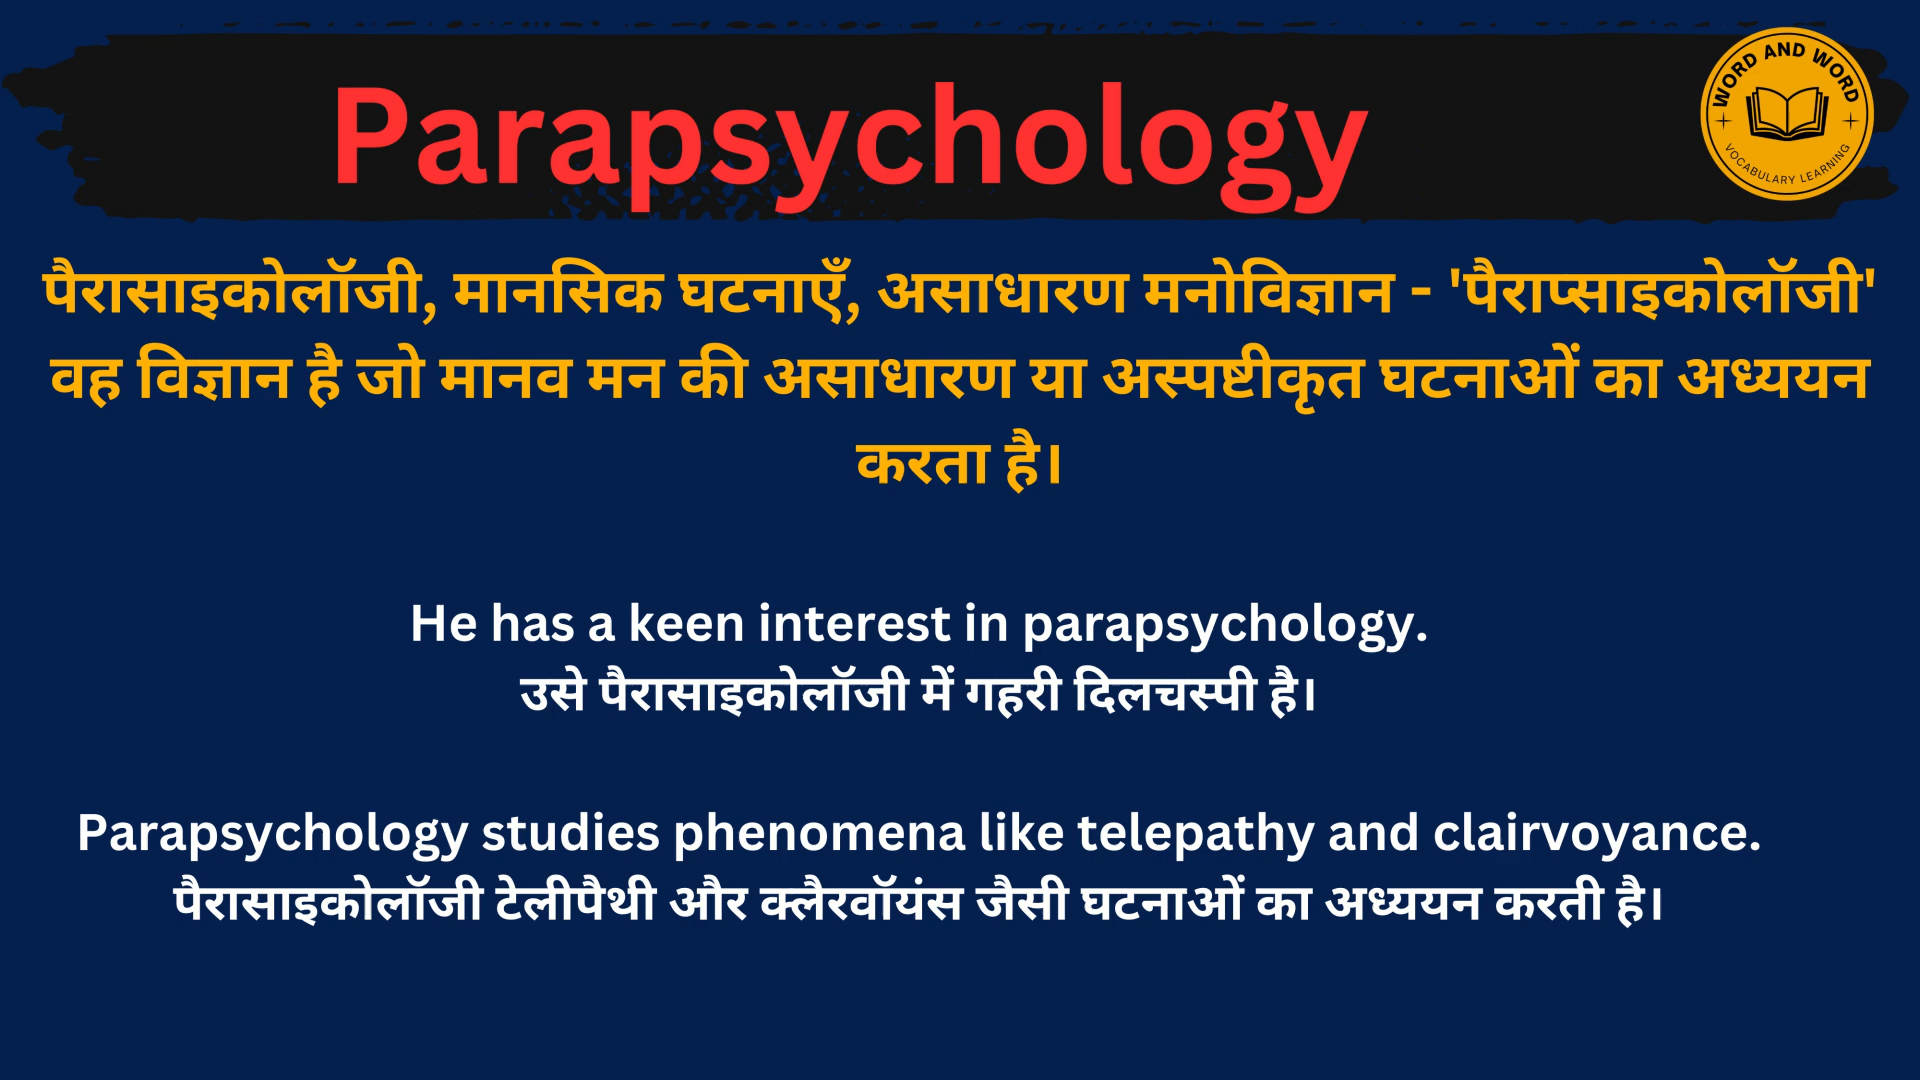 Parapsychology
WORD AND WORD
VOCABULARY LEARNING
पैरासाइकोलॉजी, मानसिक घटनाएँ, असाधारण मनोविज्ञान - 'पैराप्साइकोलॉजी'
वह विज्ञान है जो मानव मन की असाधारण या अस्पष्टीकृत घटनाओं का अध्ययन
करता है।
He has a keen interest in parapsychology.
उसे पैरासाइकोलॉजी में गहरी दिलचस्पी है।
Parapsychology studies phenomena like telepathy and clairvoyance.
पैरासाइकोलॉजी टेलीपैथी और क्लैरवॉयंस जैसी घटनाओं का अध्ययन करती है।